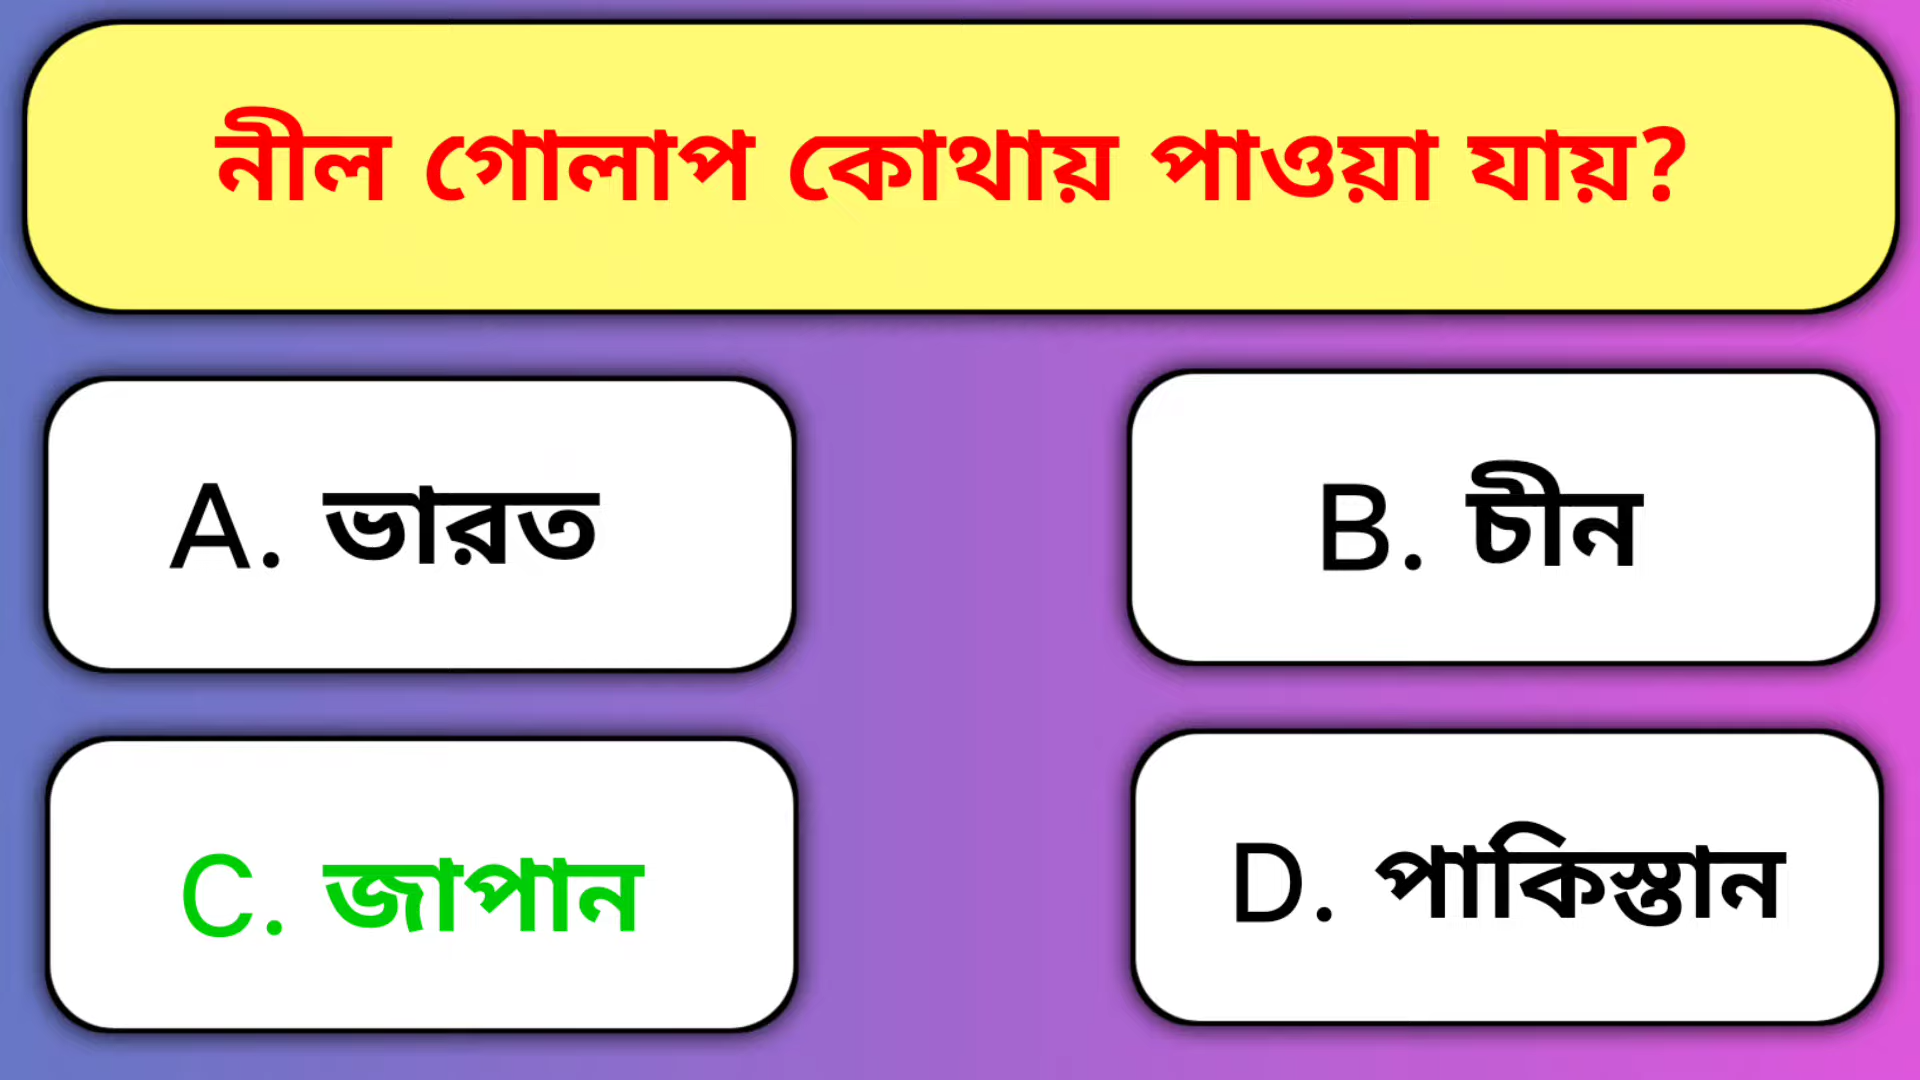 নীল গোলাপ কোথায় পাওয়া যায়?
A. ভারত
B. চীন
C. জাপান
D. পাকিস্তান